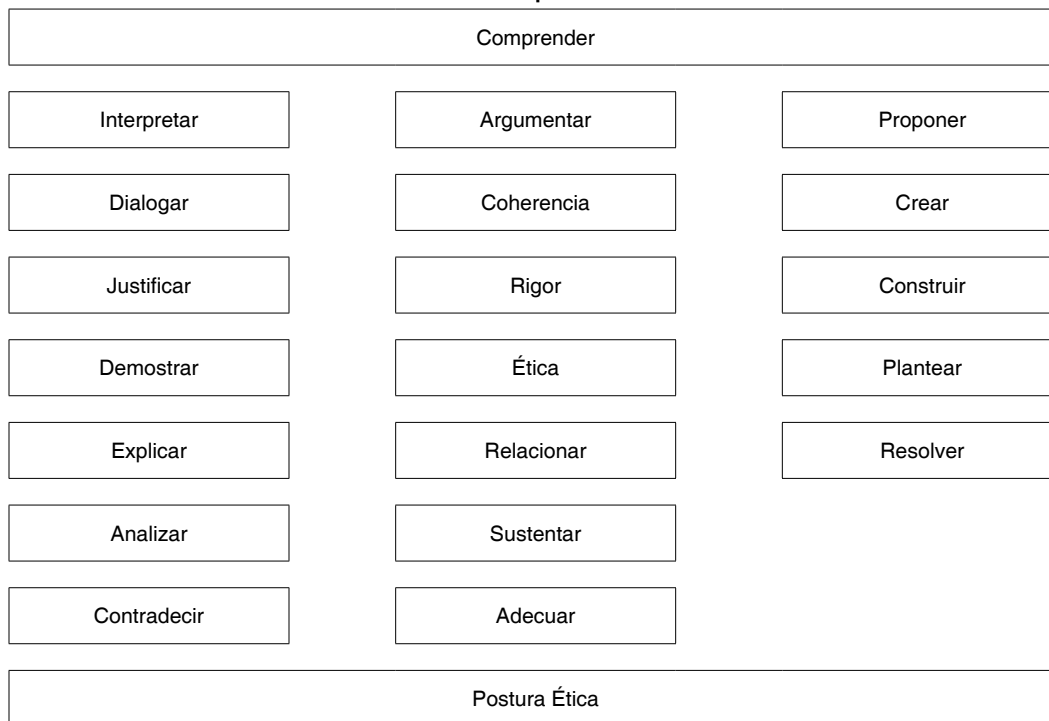 Comprender
Interpretar Argumentar Proponer
Dialogar Coherencia Crear
Justificar Rigor Construir
Demostrar Ética Plantear
Explicar Relacionar Resolver
Analizar Sustentar
Contradecir Adecuar
Postura Ética